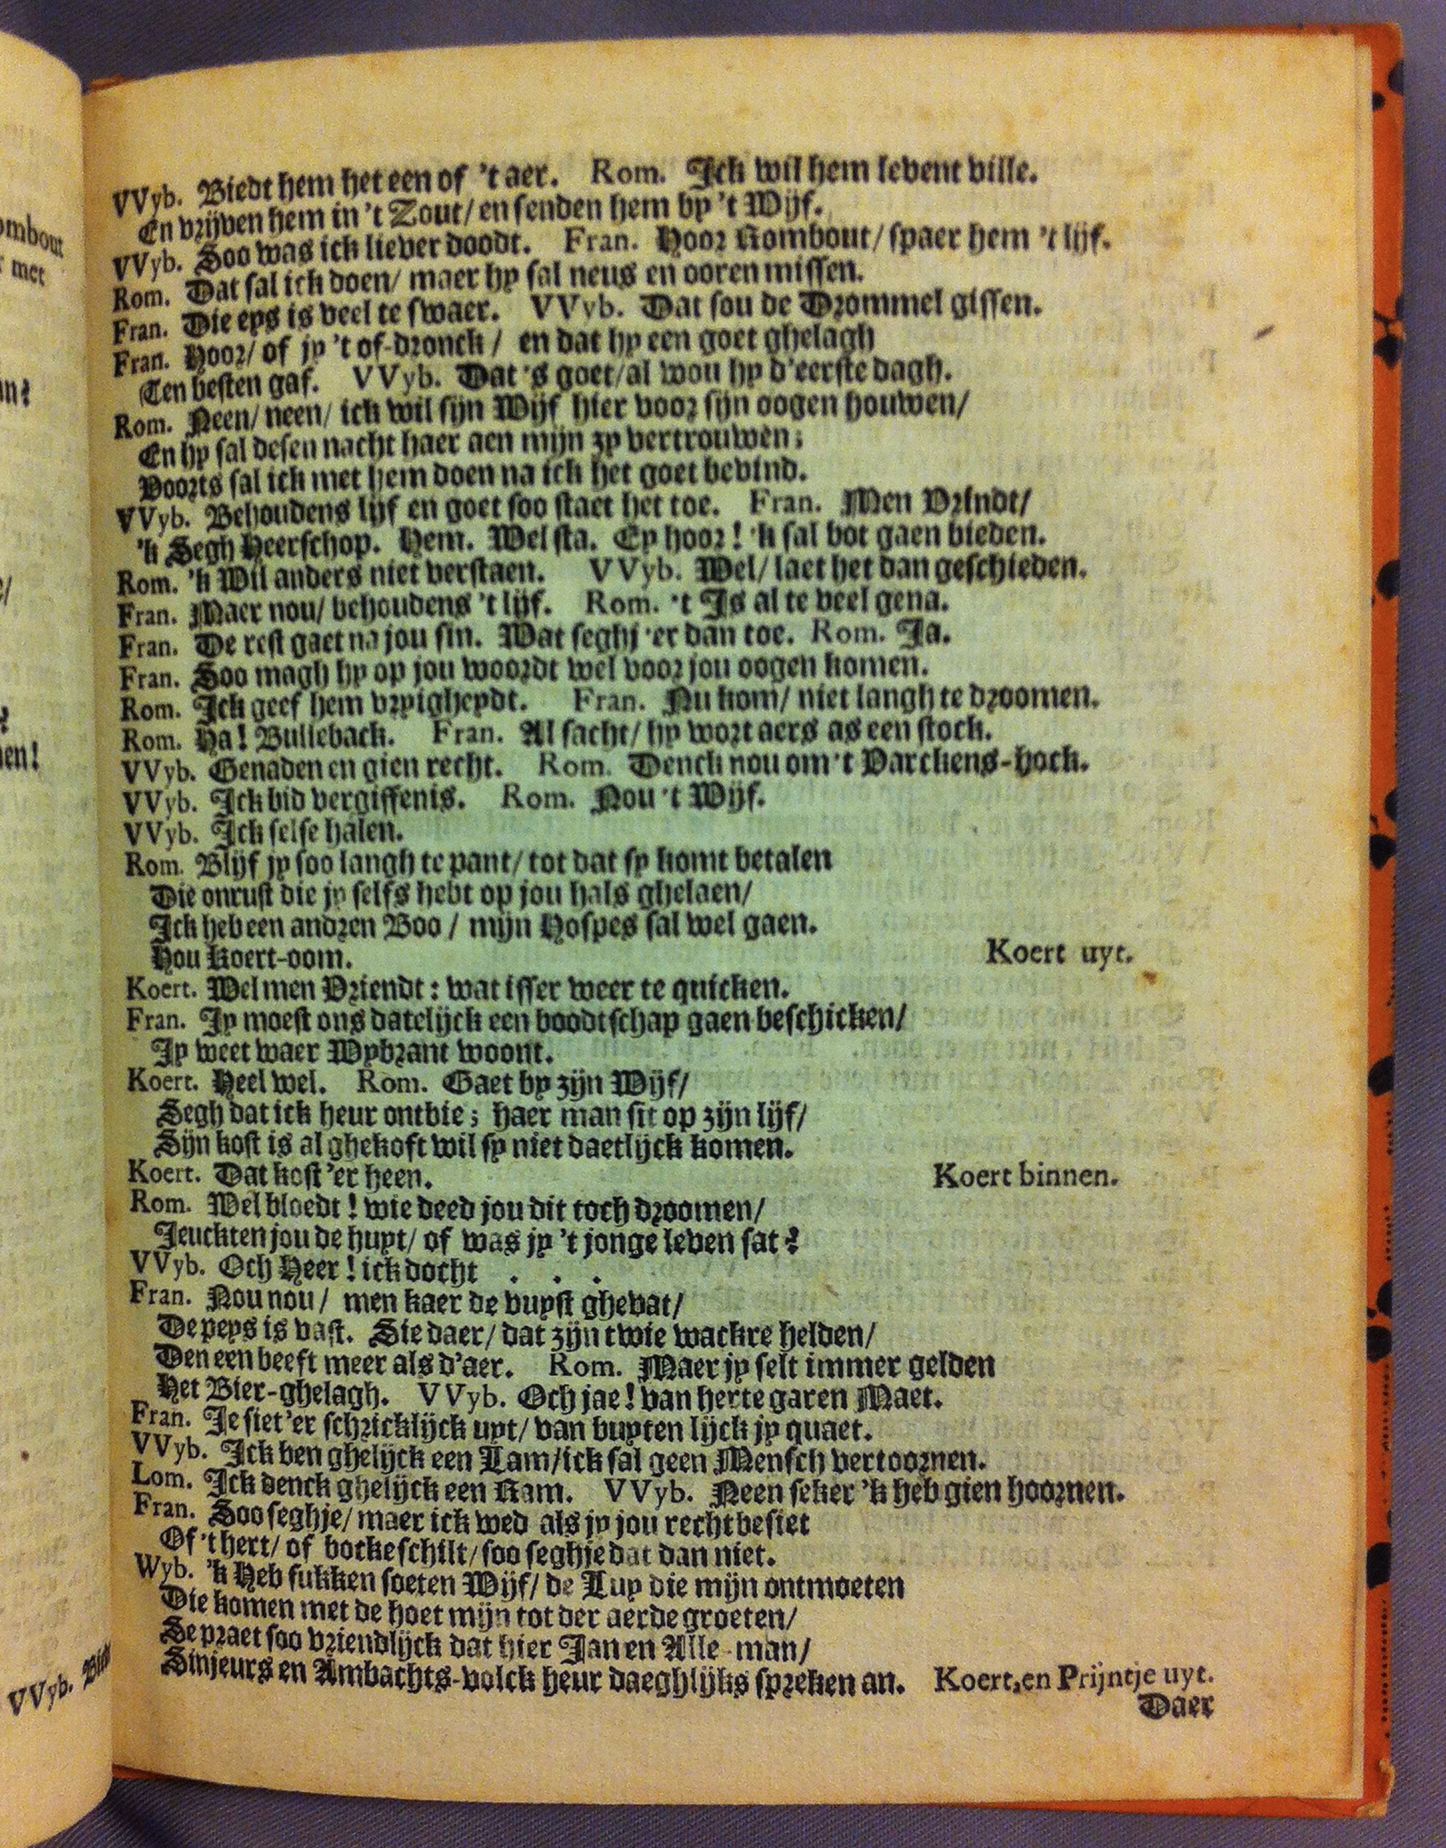 VVyb. Biedt hem het een of 't aer. Rom. Ick wil hem levent ville.
En vrijven hem in 't Zout/ en senden hem by 't Wijf.
VVyb. Soo was ick liever doodt. Fran. Hoor Rombout/ spaer hem 't lijf.
Rom. Dat sal ick doen/ maer hy sal neus en ooren missen.
Fran. Die eys is veel te swaer. VVyb. Dat sou de Drommel gissen.
Fran. Hoor/ of jy 't of-dronck/ en dat hy een goet ghelagh
Ten besten gaf. VVyb. Dat 's goet/ al wou hy d'eerste dagh.
Rom. Neen/ neen/ ick wil sijn Wijf hier voor sijn oogen houwen/
En hy sal desen nacht haer aen mijn zy vertrouwen;
Voorts sal ick met hem doen na ick het goet bevind.
VVyb. Behoudens lijf en goet soo staet het toe. Fran. Men Vrindt/
'k Segh Heerschop. Hem. Wel sta. Ey hoor! 'k sal bot gaen bieden.
Rom. 'k Wil anders niet verstaen. VVyb. Wel/ laet het dan geschieden.
Fran. Maer nou/ behoudens 't lijf. Rom. 't Is al te veel gena.
Fran. De rest gaet na jou sin. Wat seghj 'er dan toe. Rom. Ja.
Fran. Soo magh hy op jou woordt wel voor jou oogen komen.
Rom. Ick geef hem vryigheydt. Fran. Nu kom/ niet langh te droomen.
Rom. Ha! Bulleback. Fran. Al sacht/ hy wort aers as een stock.
VVyb. Genaden en gien recht. Rom. Denck nou om 't Varckens-hock.
VVyb. Ick bid vergiffenis. Rom. Nou 't Wijf.
VVyb. Ick selse halen.
Rom. Blijf jy soo langh te pant/ tot dat sy komt betalen
Die onrust die jy selfs hebt op jou hals ghelaen/
Ick heb een andren Boo/ mijn Hospes sal wel gaen.
Hou Koert-oom. Koert uyt.
Koert. Wel men Vriendt: wat isser weer te quicken.
Fran. Jy moest ons datelijck een boodtschap gaen beschicken/
Jy weet waer Wybrant woont.
Koert. Heel wel. Rom. Gaet by zijn Wijf/
Segh dat ick heur ontbie; haer man sit op zijn lijf/
Sijn kost is al ghekoft wil sy niet daetlijck komen.
Koert. Dat kost 'er heen. Koert binnen.
Rom. Wel bloedt! wie deed jou dit toch droomen/
Jeuckten jou de huyt/ of was jy 't jonge leven sat?
VVyb. Och Heer! ick docht . . .
Fran. Nou nou/ men kaer de vuyst ghevat/
De peys is vast. Sie daer/ dat zijn twie wackre helden/
Den een beeft meer als d'aer. Rom. Maer jy selt immer gelden
Het Bier-ghelagh. VVyb. Och jae! van herte garen Maet.
Fran. Je siet 'er schricklijck uyt/ van buyten lijck jy quaet.
VVyb. Ick ben ghelijck een Lam/ ick sal geen Mensch vertoornen.
Lom. Ick denck ghelijck een Ram. VVyb. Neen seker 'k heb gien hoornen.
Fran. Soo seghje/ maer ick wed als jy jou recht besiet
Of 't hert/ of botke schilt/ soo seghje dat dan niet.
Wyb. 'k Heb sukken soeten Wijf/ de Luy die mijn ontmoeten
Die komen met de hoet mijn tot der aerde groeten/
Se praet soo vriendlijck dat hier Jan en Alle-man/
Sinjeurs en Ambachts-volck heur daeghlijks spreken an. Koert, en Prijntje uyt.
Daer